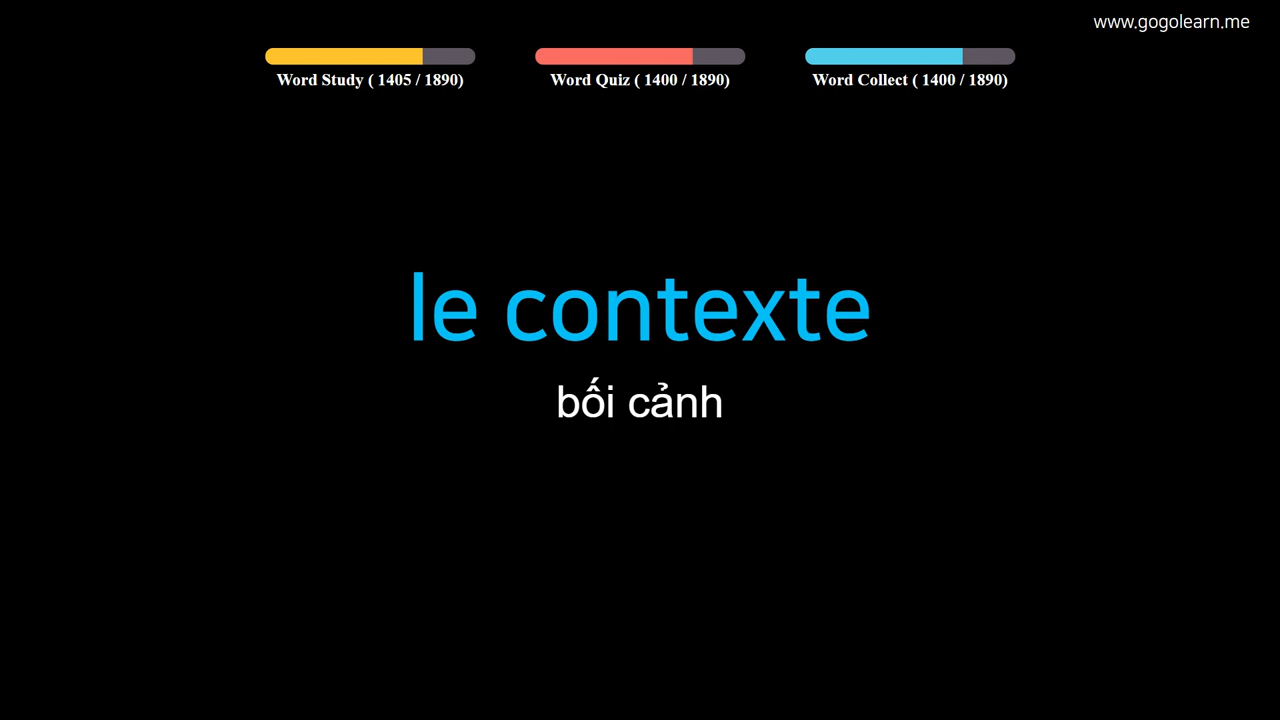 www.gogolearn.me
Word Study ( 1405 / 1890)
Word Quiz ( 1400 / 1890)
Word Collect ( 1400 / 1890)
le contexte
bối cảnh